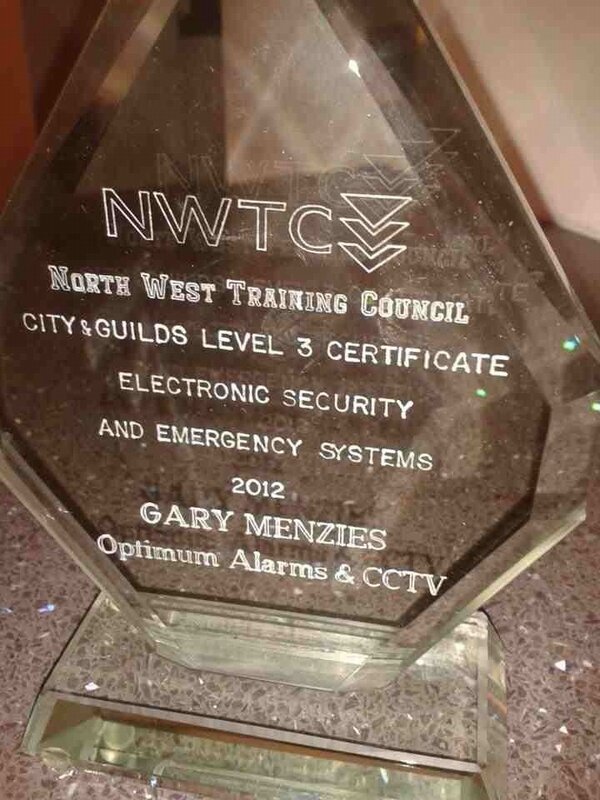 NWTC
NORTH WEST TRAINING COUNCIL
CITY & GUILDS LEVEL 3 CERTIFICATE
ELECTRONIC SECURITY
AND EMERGENCY SYSTEMS
2012
GARY MENZIES
Optimum Alarms & CCTV